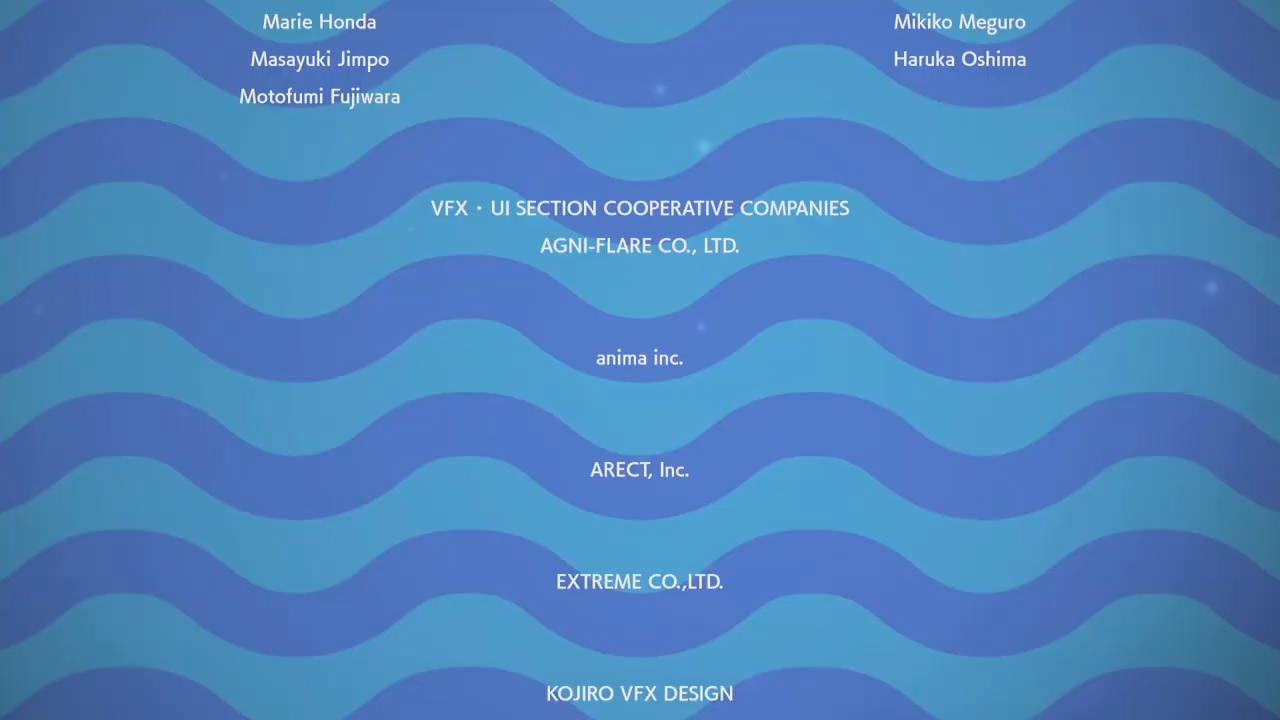 Marie Honda
Mikiko Meguro
Masayuki Jimpo
Haruka Oshima
Motofumi Fujiwara
VFX・UI SECTION COOPERATIVE COMPANIES
AGNI-FLARE CO., LTD.
anima inc.
ARECT, Inc.
EXTREME CO.,LTD.
KOJIRO VFX DESIGN